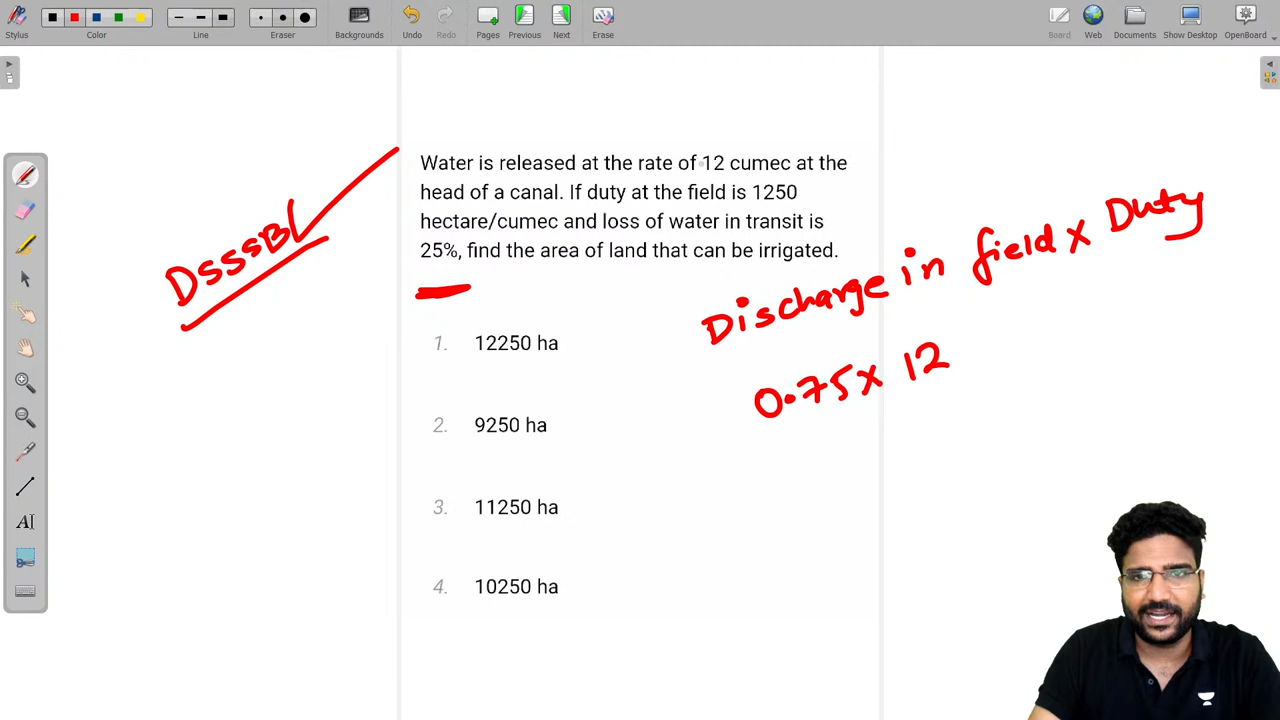 Stylus
Color
Line
Eraser
Backgrounds
Undo
Redo
Pages
Previous
Next
Erase
Board
Web
Documents
Show Desktop
OpenBoard
DSSSB
Water is released at the rate of 12 cumec at the
head of a canal. If duty at the field is 1250
hectare/cumec and loss of water in transit is
25%, find the area of land that can be irrigated.
Discharge in field x Duty
0.75 x 12
1. 12250 ha
2. 9250 ha
3. 11250 ha
4. 10250 ha